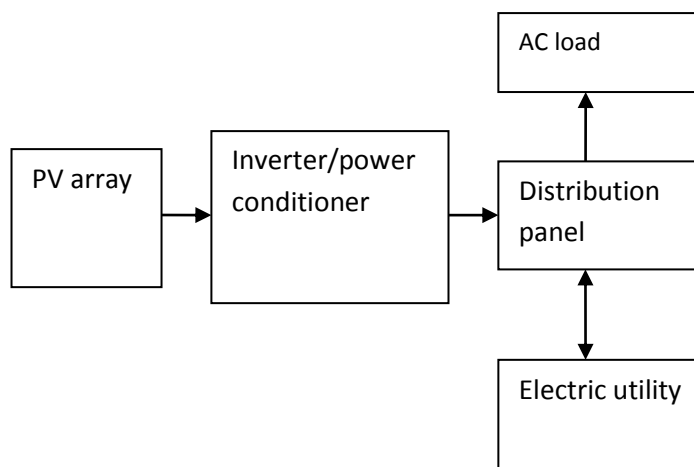 AC load
PV array
Inverter/power
conditioner
Distribution
panel
Electric utility